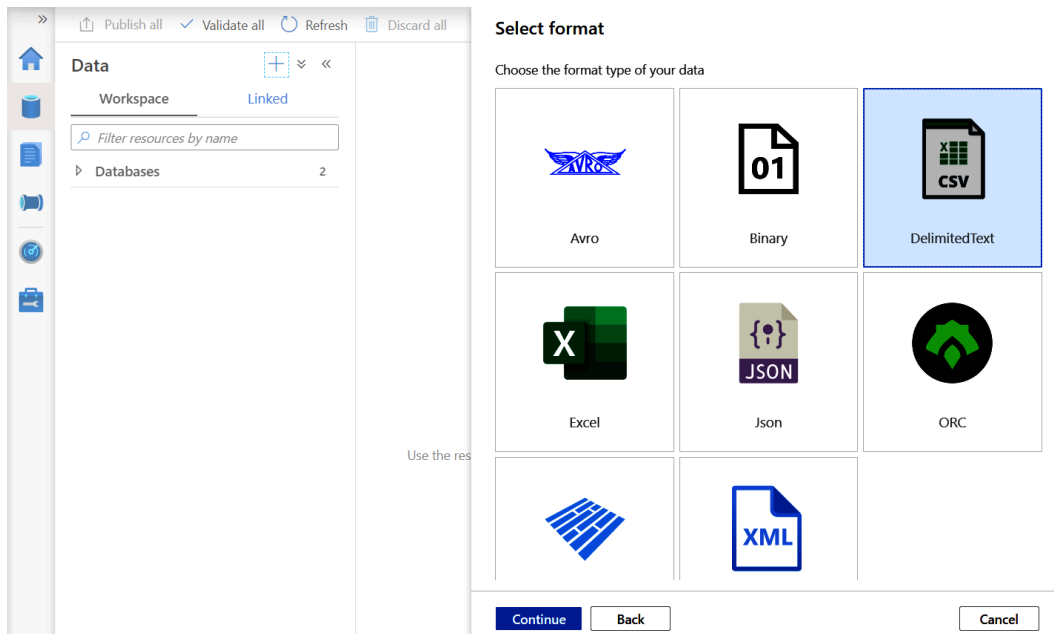 Publish all Validate all Refresh Discard all
Data
Workspace Linked
Filter resources by name
Databases 2
Use the res
Select format
Choose the format type of your data
AVRO
Avro
01
Binary
X
CSV
DelimitedText
X
Excel
{:}
JSON
Json
ORC
XML
Continue Back Cancel